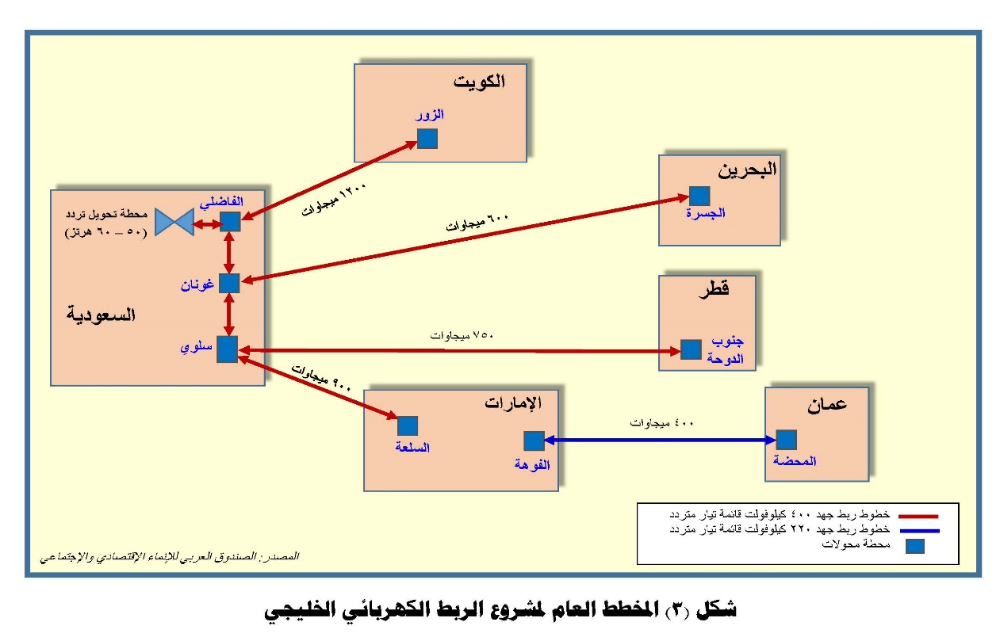 الكويت
الزور
١٢٠٠ ميجاوات
البحرين
الجسرة
٦٠٠ ميجاوات
الفاضلي
محطة تحويل تردد
(٥٠ – ٦٠ هرتز)
غونان
السعودية
سلوي
قطر
جنوب
الدوحة
٧٥٠ ميجاوات
٩٠٠ ميجاوات
الإمارات
السلعة
الفوهة
٤٠٠ ميجاوات
عمان
المحضة
خطوط ربط جهد ٤٠٠ كيلوفولت قائمة تيار متردد
خطوط ربط جهد ٢٢٠ كيلوفولت قائمة تيار متردد
محطة محولات
المصدر: الصندوق العربي للإنماء الإقتصادي والإجتماعي
شكل (٣) المخطط العام لمشروع الربط الكهربائي الخليجي